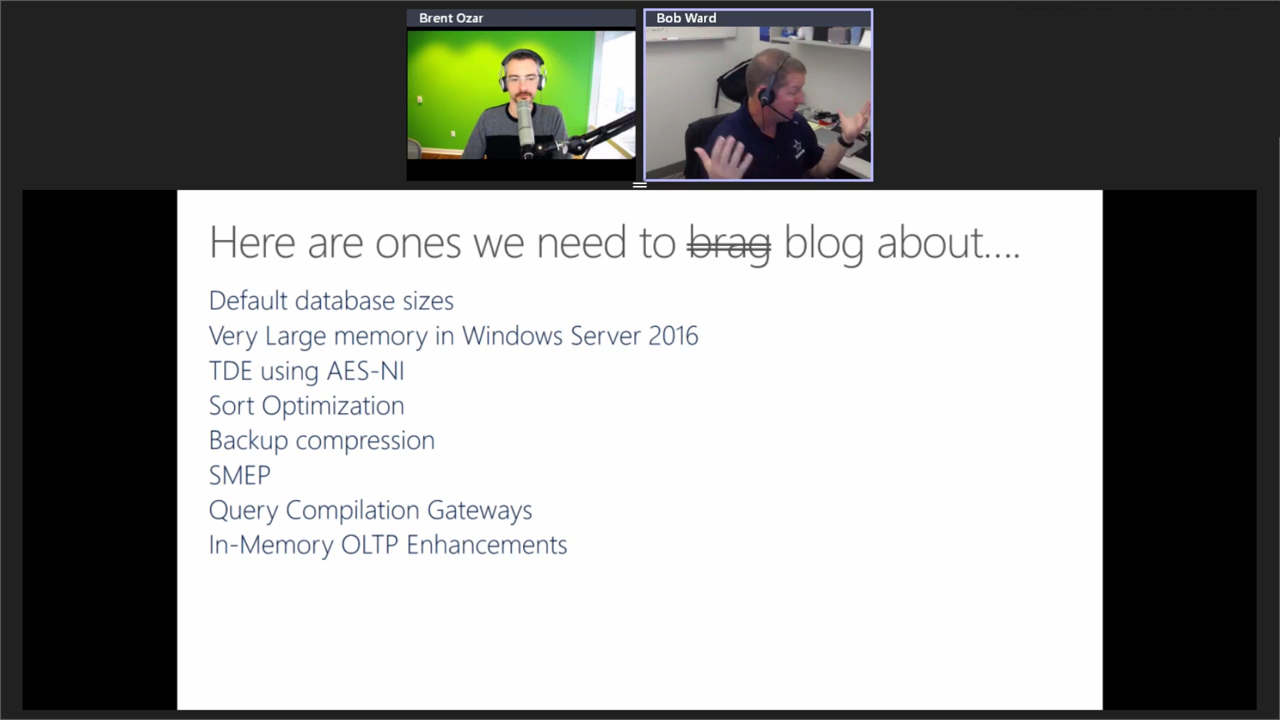 Brent Ozar
Bob Ward
Here are ones we need to brag blog about....
Default database sizes
Very Large memory in Windows Server 2016
TDE using AES-NI
Sort Optimization
Backup compression
SMEP
Query Compilation Gateways
In-Memory OLTP Enhancements